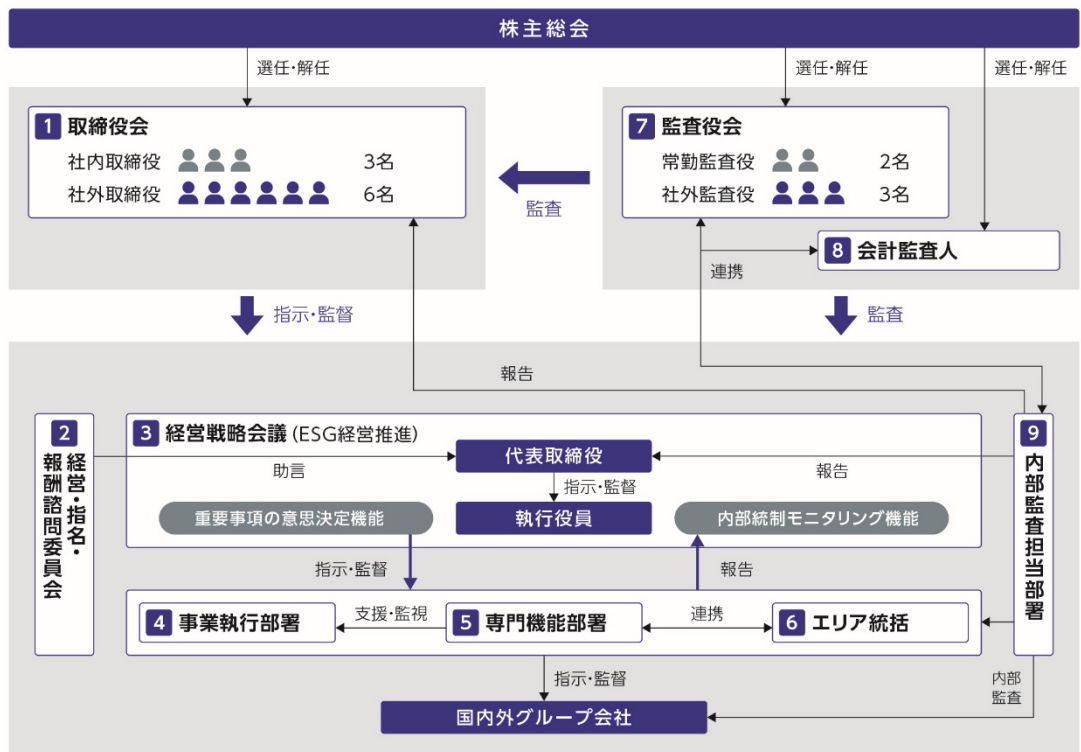 株主総会
選任・解任
選任・解任
選任・解任
1 取締役会
社内取締役 3名
社外取締役 6名
監査
7 監査役会
常勤監査役 2名
社外監査役 3名
8 会計監査人
連携
指示・監督
監査
報告
2 経営・指名・
報酬諮問委員会
3 経営戦略会議 (ESG経営推進)
助言
代表取締役
報告
指示・監督
重要事項の意思決定機能
執行役員
内部統制モニタリング機能
9 内部監査担当部署
指示・監督
報告
4 事業執行部署
支援・監視
5 専門機能部署
連携
6 エリア統括
指示・監督
内部
監査
国内外グループ会社